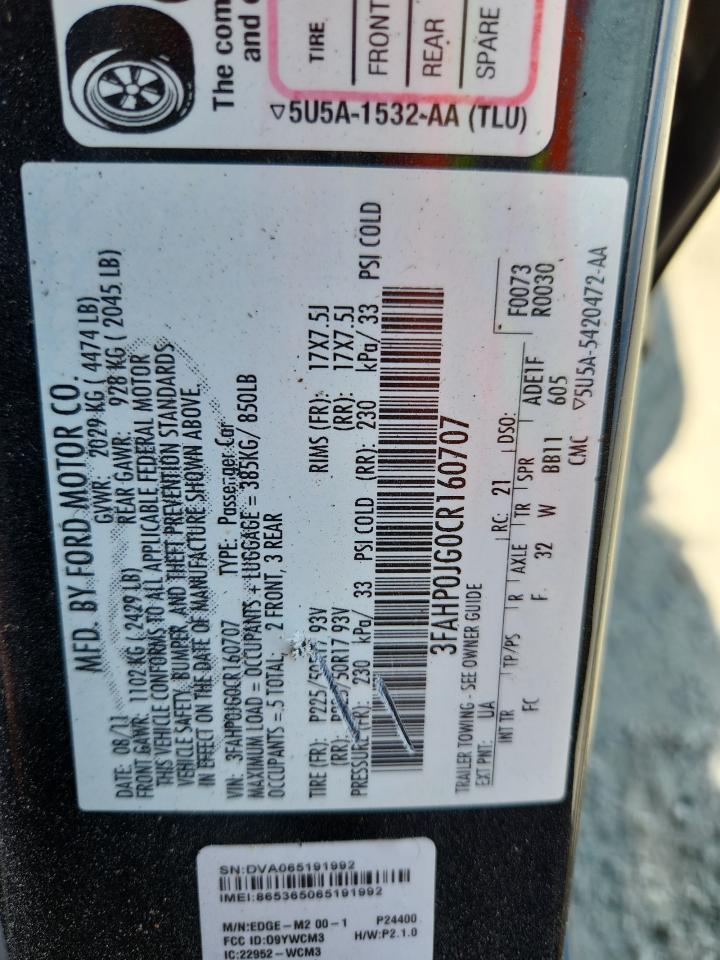 The com
and c
TIRE
FRONT
REAR
SPARE
▽5U5A-1532-AA (TLU)
MFD. BY FORD MOTOR CO.
DATE: 08/11 GVWR: 2029 KG ( 4474 LB)
FRONT GAWR: 1102 KG ( 2429 LB) REAR GAWR: 928 KG ( 2045 LB)
THIS VEHICLE CONFORMS TO ALL APPLICABLE FEDERAL MOTOR
VEHICLE SAFETY, BUMPER, AND THEFT PREVENTION STANDARDS
IN EFFECT ON THE DATE OF MANUFACTURE SHOWN ABOVE.
VIN: 3FAHP0JG0CR160707 TYPE: Passenger Car
MAXIMUM LOAD = OCCUPANTS + LUGGAGE = 385KG/ 850LB
OCCUPANTS = 5 TOTAL, 2 FRONT, 3 REAR
TIRE (FR): P225/50R17 93V RIMS (FR): 17X7.5J
(RR): P225/50R17 93V (RR): 17X7.5J
PRESSURE (FR): 230 kPa/ 33 PSI COLD (RR): 230 kPa/ 33 PSI COLD
3FAHP0JG0CR160707
TRAILER TOWING - SEE OWNER GUIDE
EXT PNT: UA RC: 21 DSO: F0073
R0030
INT TR TP/PS R AXLE TR SPR ADE1F
FC F 32 W BB11 605
CMC ▽5U5A-5420472-AA
SN:DVA065191992
IMEI:865365065191992
M/N:EDGE-M2 00-1 P24400
FCC ID:O9YWCM3 H/W:P2.1.0
IC:22952-WCM3